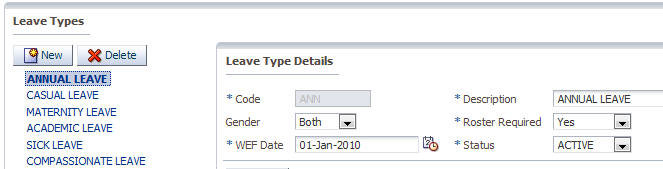 Leave Types
New Delete
ANNUAL LEAVE
CASUAL LEAVE
MATERNITY LEAVE
ACADEMIC LEAVE
SICK LEAVE
COMPASSIONATE LEAVE
Leave Type Details
* Code ANN * Description ANNUAL LEAVE
Gender Both * Roster Required Yes
* WEF Date 01-Jan-2010 * Status ACTIVE